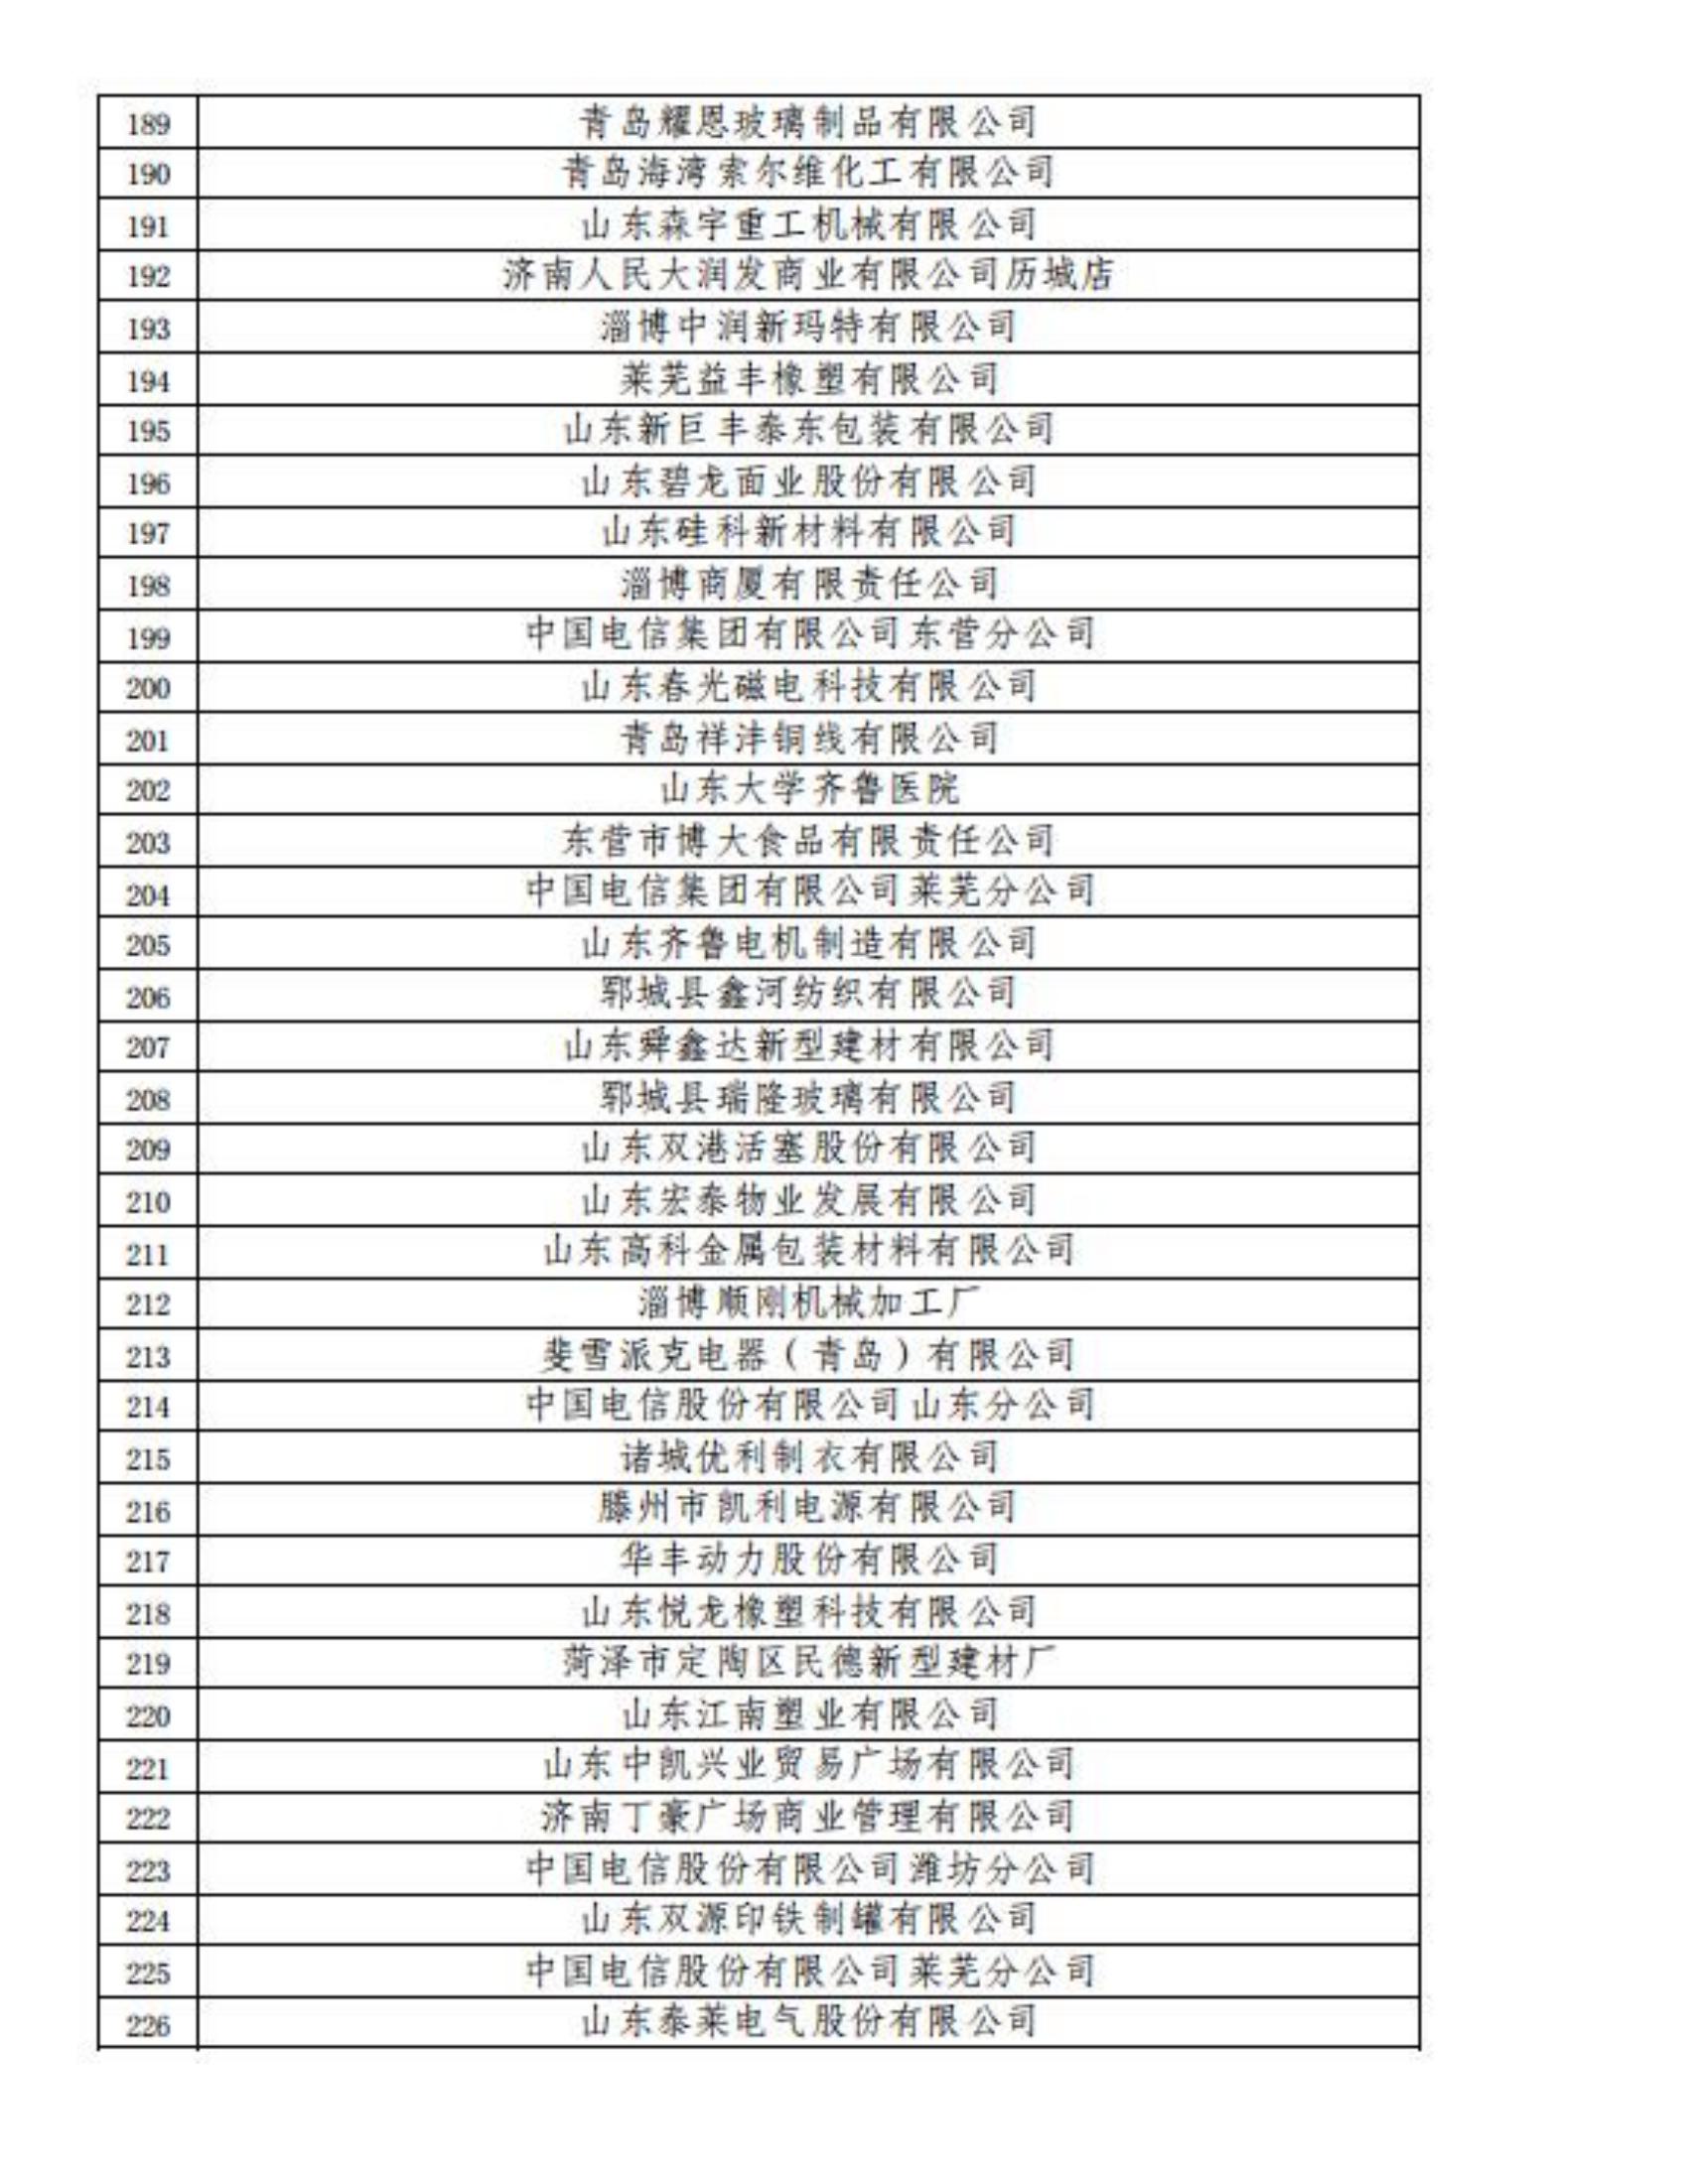 189 青岛耀恩玻璃制品有限公司
190 青岛海湾索尔维化工有限公司
191 山东森宇重工机械有限公司
192 济南人民大润发商业有限公司历城店
193 淄博中润新玛特有限公司
194 莱芜益丰橡塑有限公司
195 山东新巨丰泰东包装有限公司
196 山东碧龙面业股份有限公司
197 山东硅科新材料有限公司
198 淄博商厦有限责任公司
199 中国电信集团有限公司东营分公司
200 山东春光磁电科技有限公司
201 青岛祥沣铜线有限公司
202 山东大学齐鲁医院
203 东营市博大食品有限责任公司
204 中国电信集团有限公司莱芜分公司
205 山东齐鲁电机制造有限公司
206 郓城县鑫河纺织有限公司
207 山东舜鑫达新型建材有限公司
208 郓城县瑞隆玻璃有限公司
209 山东双港活塞股份有限公司
210 山东宏泰物业发展有限公司
211 山东高科金属包装材料有限公司
212 淄博顺刚机械加工厂
213 斐雪派克电器（青岛）有限公司
214 中国电信股份有限公司山东分公司
215 诸城优利制衣有限公司
216 滕州市凯利电源有限公司
217 华丰动力股份有限公司
218 山东悦龙橡塑科技有限公司
219 菏泽市定陶区民德新型建材厂
220 山东江南塑业有限公司
221 山东中凯兴业贸易广场有限公司
222 济南丁豪广场商业管理有限公司
223 中国电信股份有限公司潍坊分公司
224 山东双源印铁制罐有限公司
225 中国电信股份有限公司莱芜分公司
226 山东泰莱电气股份有限公司